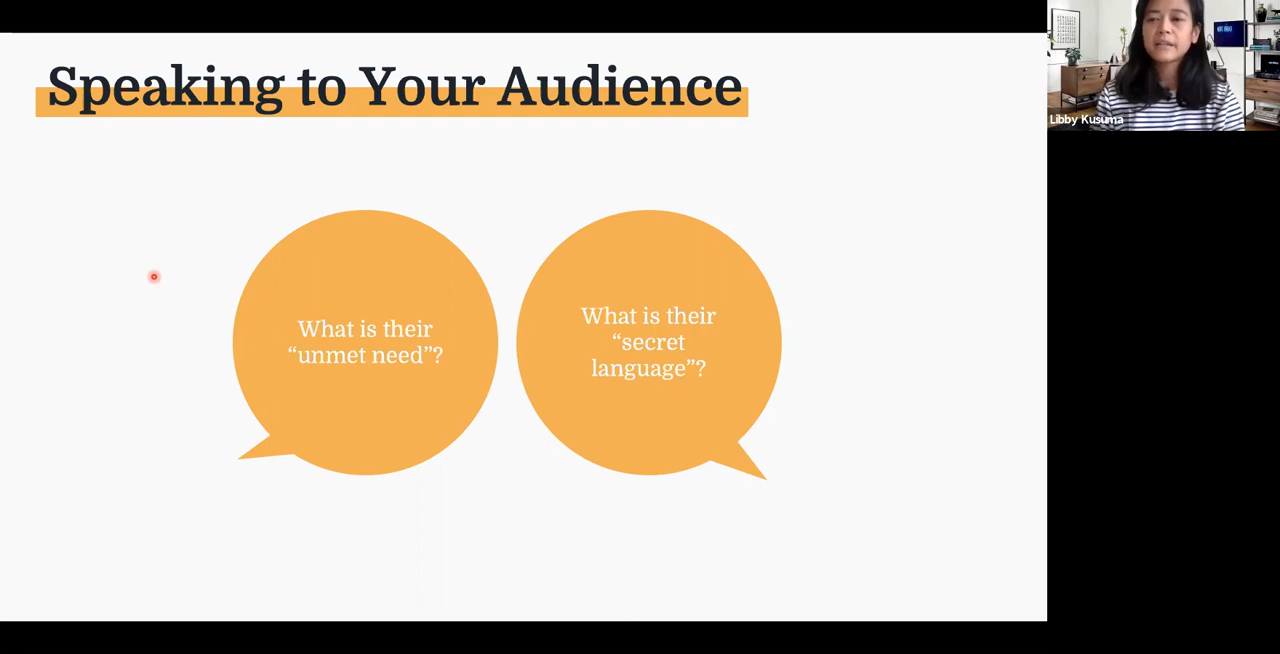 Speaking to Your Audience
What is their
“unmet need”?
What is their
“secret
language”?
Libby Kusuma